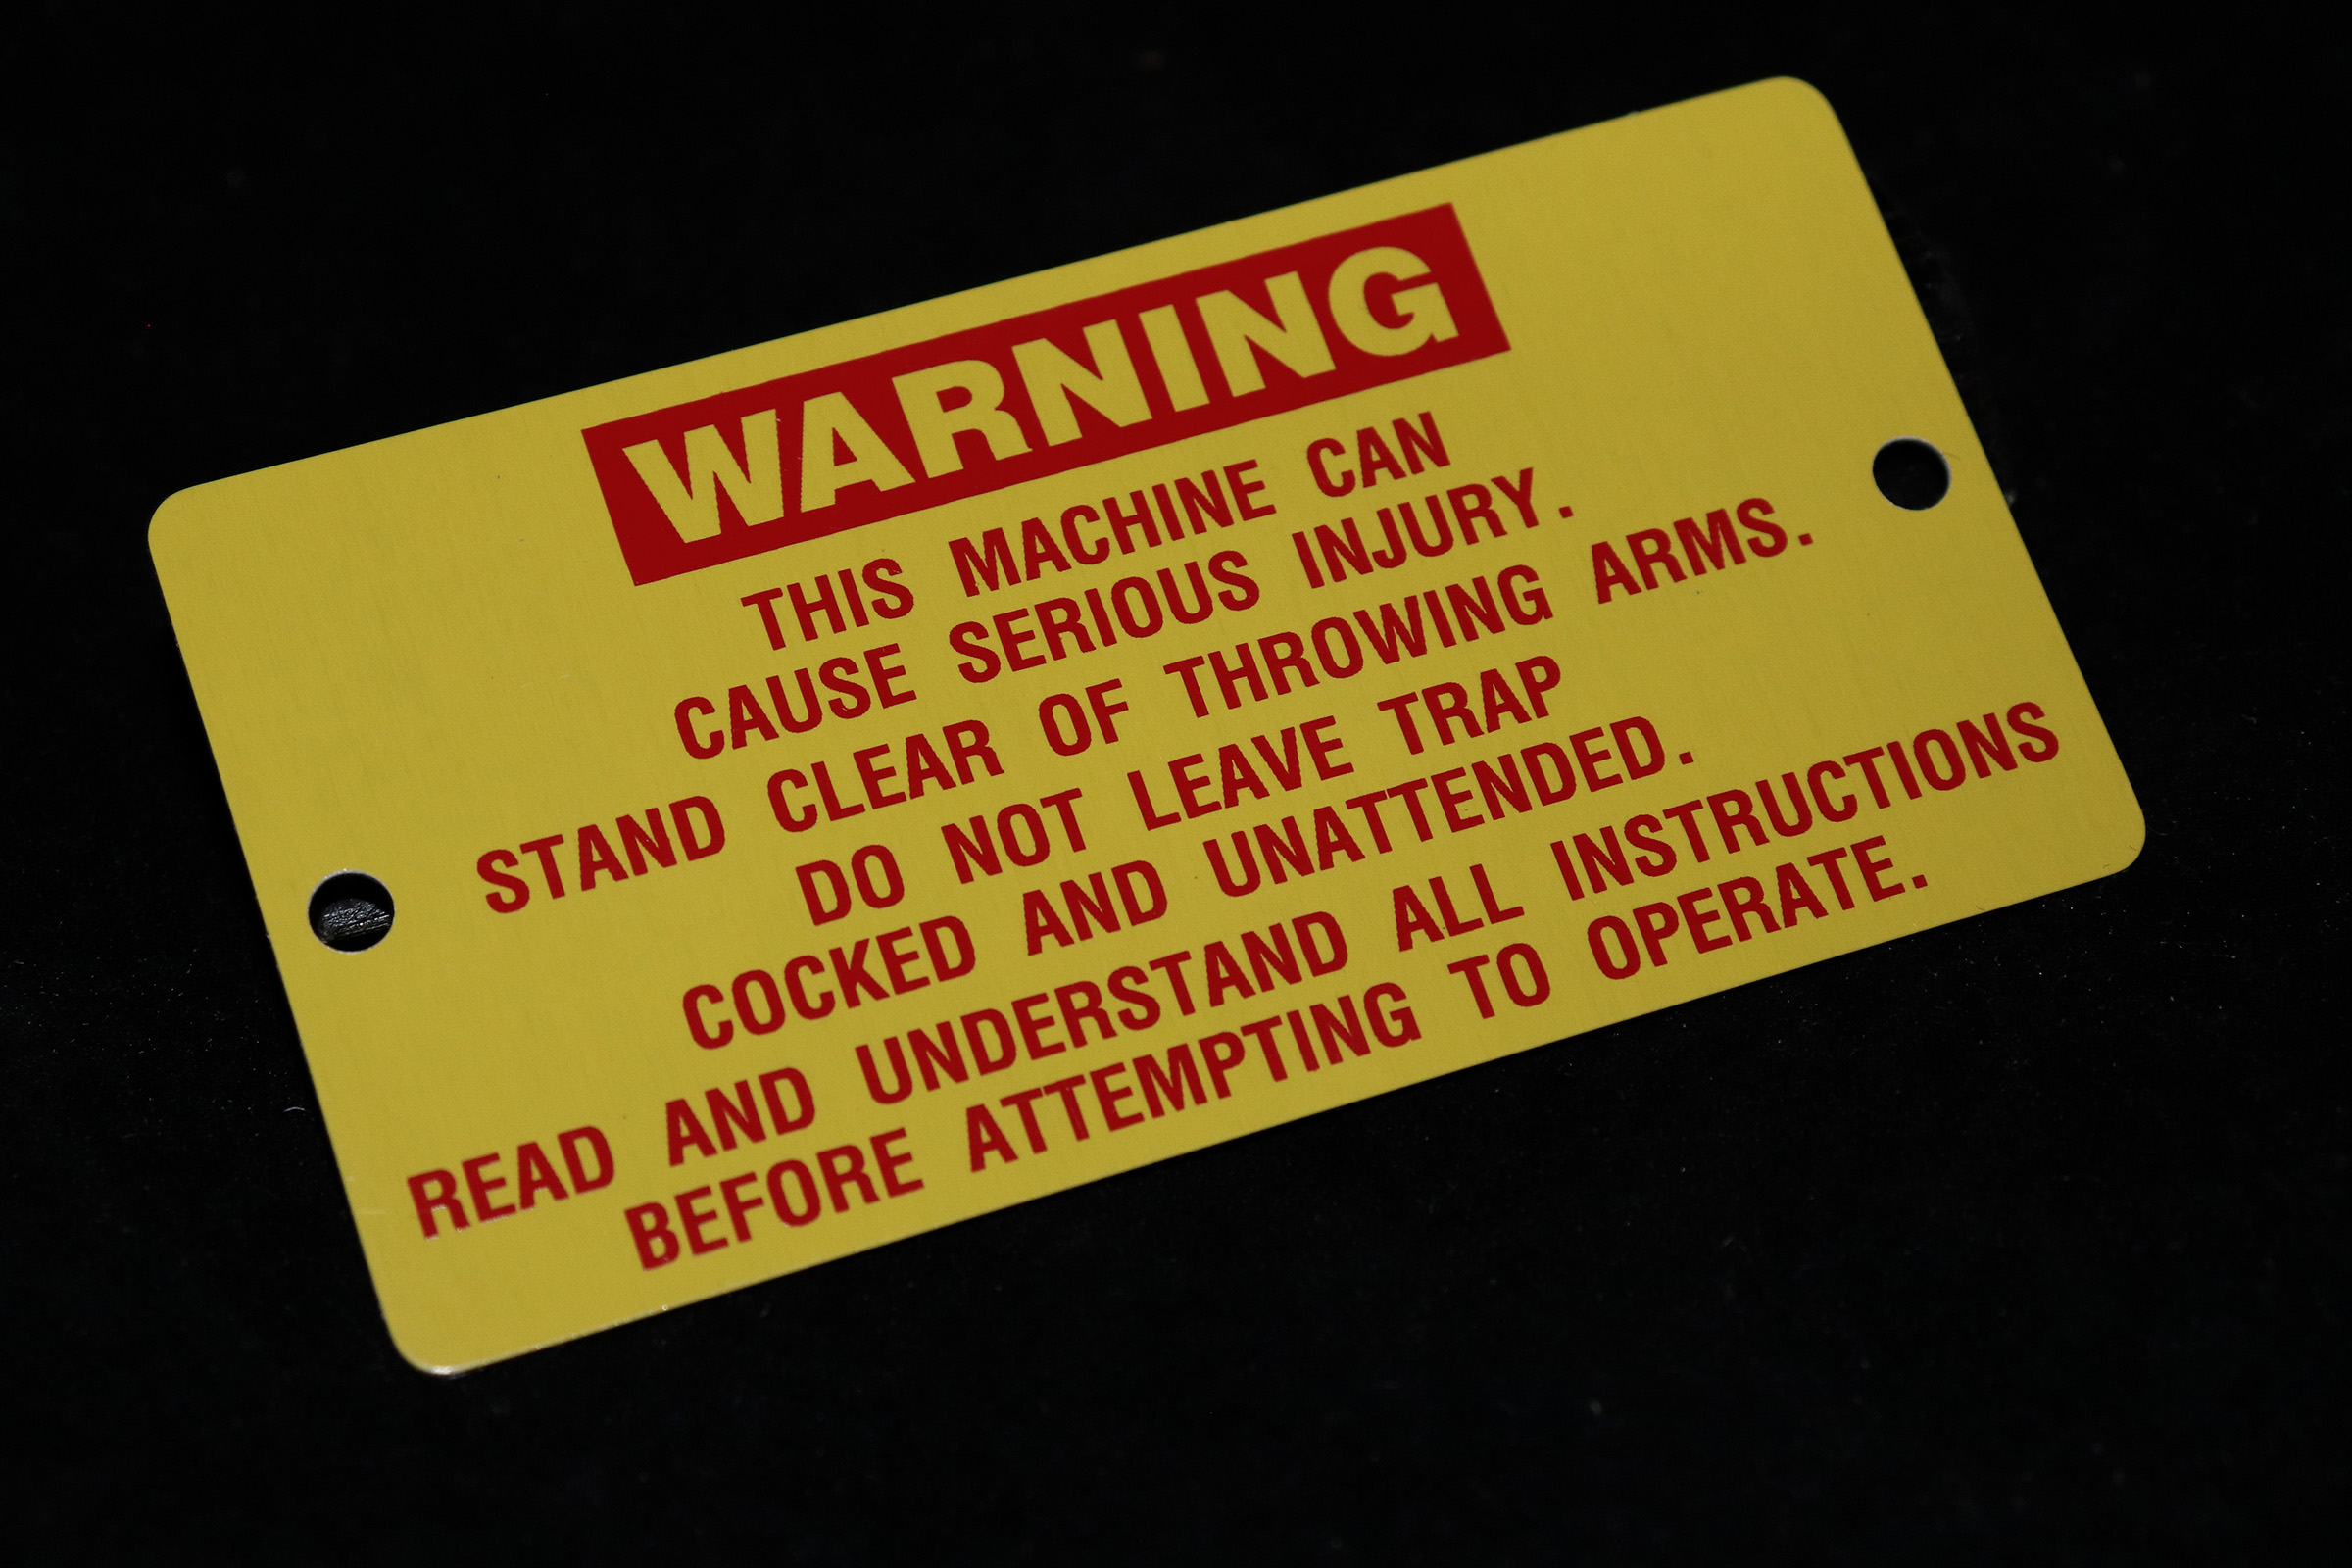 WARNING
THIS MACHINE CAN
CAUSE SERIOUS INJURY.
STAND CLEAR OF THROWING ARMS.
DO NOT LEAVE TRAP
COCKED AND UNATTENDED.
READ AND UNDERSTAND ALL INSTRUCTIONS
BEFORE ATTEMPTING TO OPERATE.